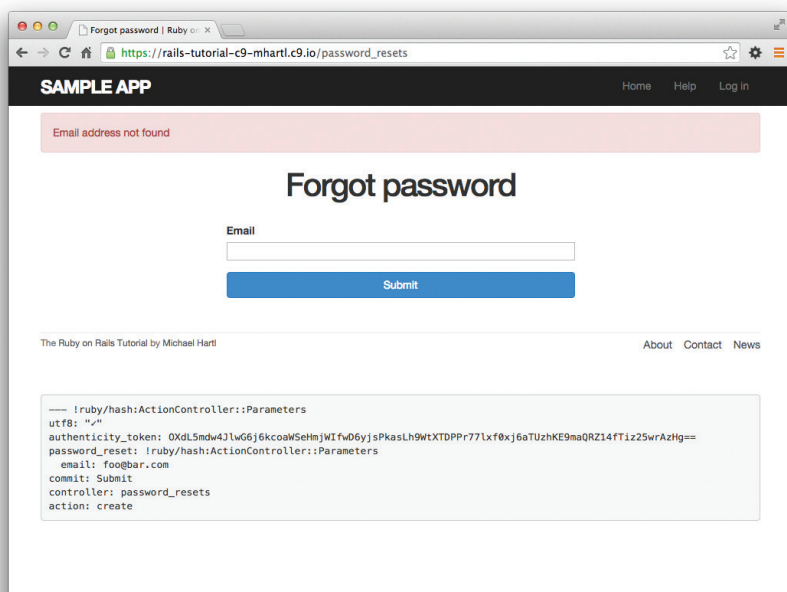 Forgot password | Ruby on
https://rails-tutorial-c9-mhartl.c9.io/password_resets
SAMPLE APP
Home Help Log in
Email address not found
Forgot password
Email
Submit
The Ruby on Rails Tutorial by Michael Hartl
About Contact News
--- !ruby/hash:ActionController::Parameters
utf8: "✓"
authenticity_token: OXdL5mdw4JlwG6j6kcoaWSeHmjWIfwD6yjsPkasLh9WtXTDPPr77lxf0xj6aTUzhKE9maQRZ14fTiz25wrAzHg==
password_reset: !ruby/hash:ActionController::Parameters
email: foo@bar.com
commit: Submit
controller: password_resets
action: create